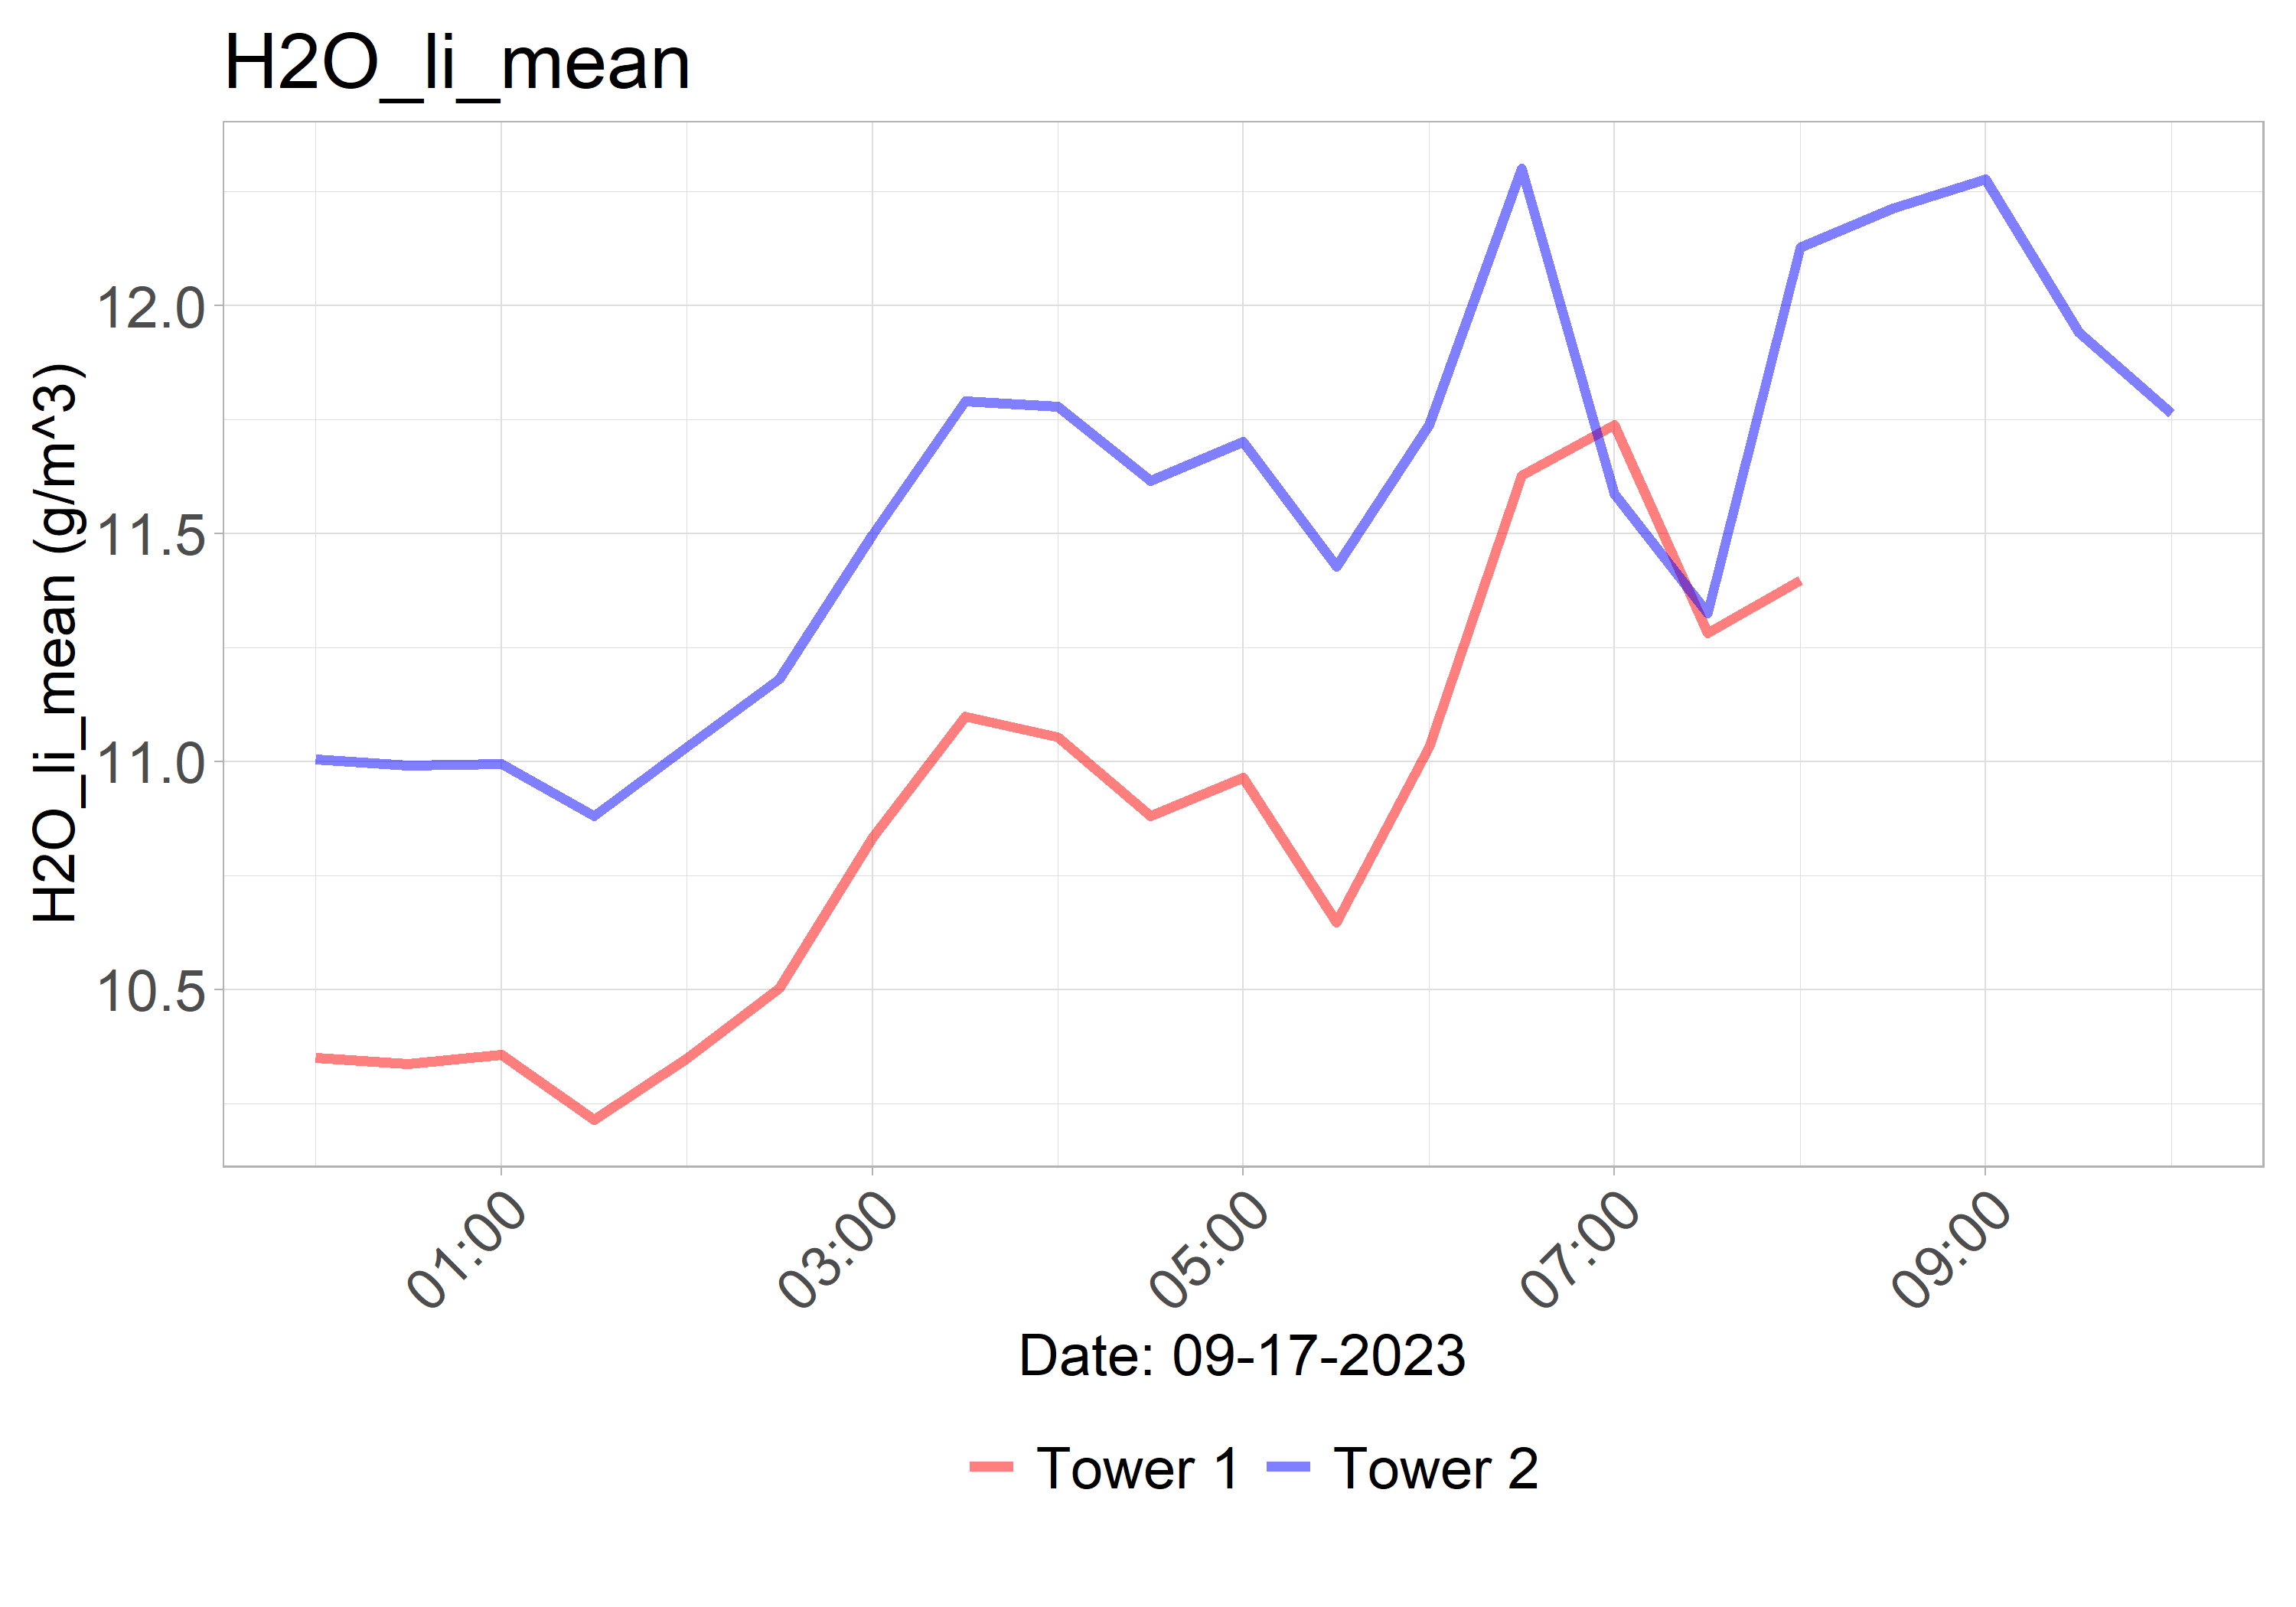 H2O_li_mean
H2O_li_mean (g/m^3)
12.0
11.5
11.0
10.5
01:00
03:00
05:00
07:00
09:00
Date: 09-17-2023
Tower 1
Tower 2